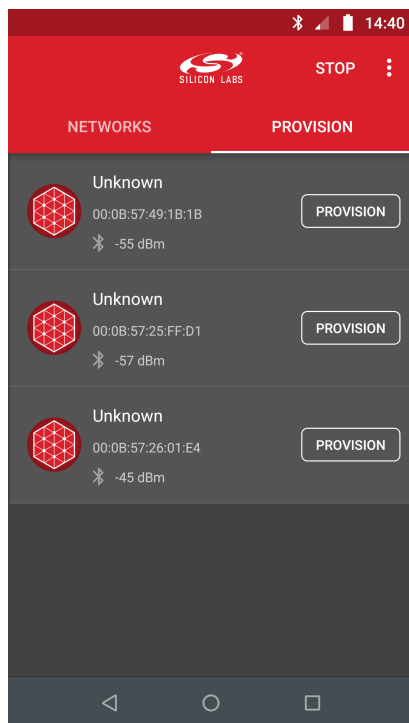 14:40
SILICON LABS
STOP
NETWORKS
PROVISION
Unknown
00:0B:57:49:1B:1B
PROVISION
-55 dBm
Unknown
00:0B:57:25:FF:D1
PROVISION
-57 dBm
Unknown
00:0B:57:26:01:E4
PROVISION
-45 dBm